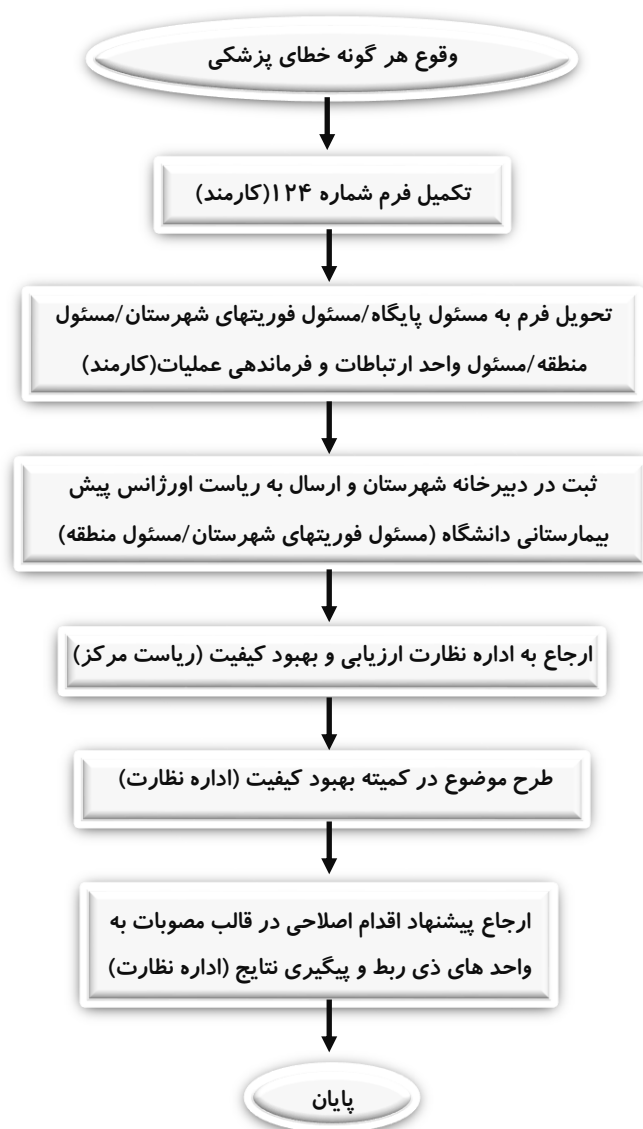 وقوع هر گونه خطای پزشکی
تکمیل فرم شماره ۱۲۴(کارمند)
تحویل فرم به مسئول پایگاه/مسئول فوریتهای شهرستان/مسئول
منطقه/مسئول واحد ارتباطات و فرماندهی عملیات(کارمند)
ثبت در دبیرخانه شهرستان و ارسال به ریاست اورژانس پیش
بیمارستانی دانشگاه (مسئول فوریتهای شهرستان/مسئول منطقه)
ارجاع به اداره نظارت ارزیابی و بهبود کیفیت (ریاست مرکز)
طرح موضوع در کمیته بهبود کیفیت (اداره نظارت)
ارجاع پیشنهاد اقدام اصلاحی در قالب مصوبات به
واحد های ذی ربط و پیگیری نتایج (اداره نظارت)
پایان